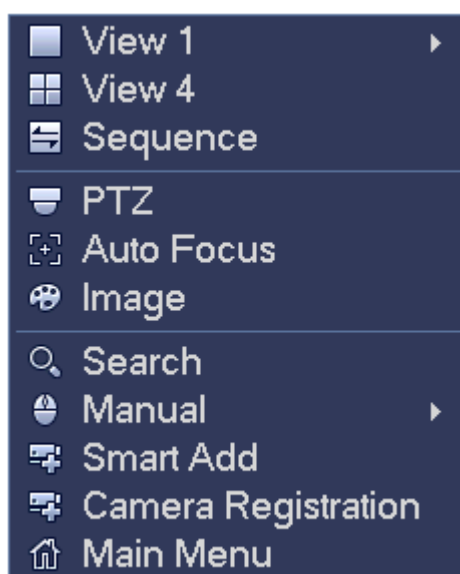 View 1
View 4
Sequence
PTZ
Auto Focus
Image
Search
Manual
Smart Add
Camera Registration
Main Menu